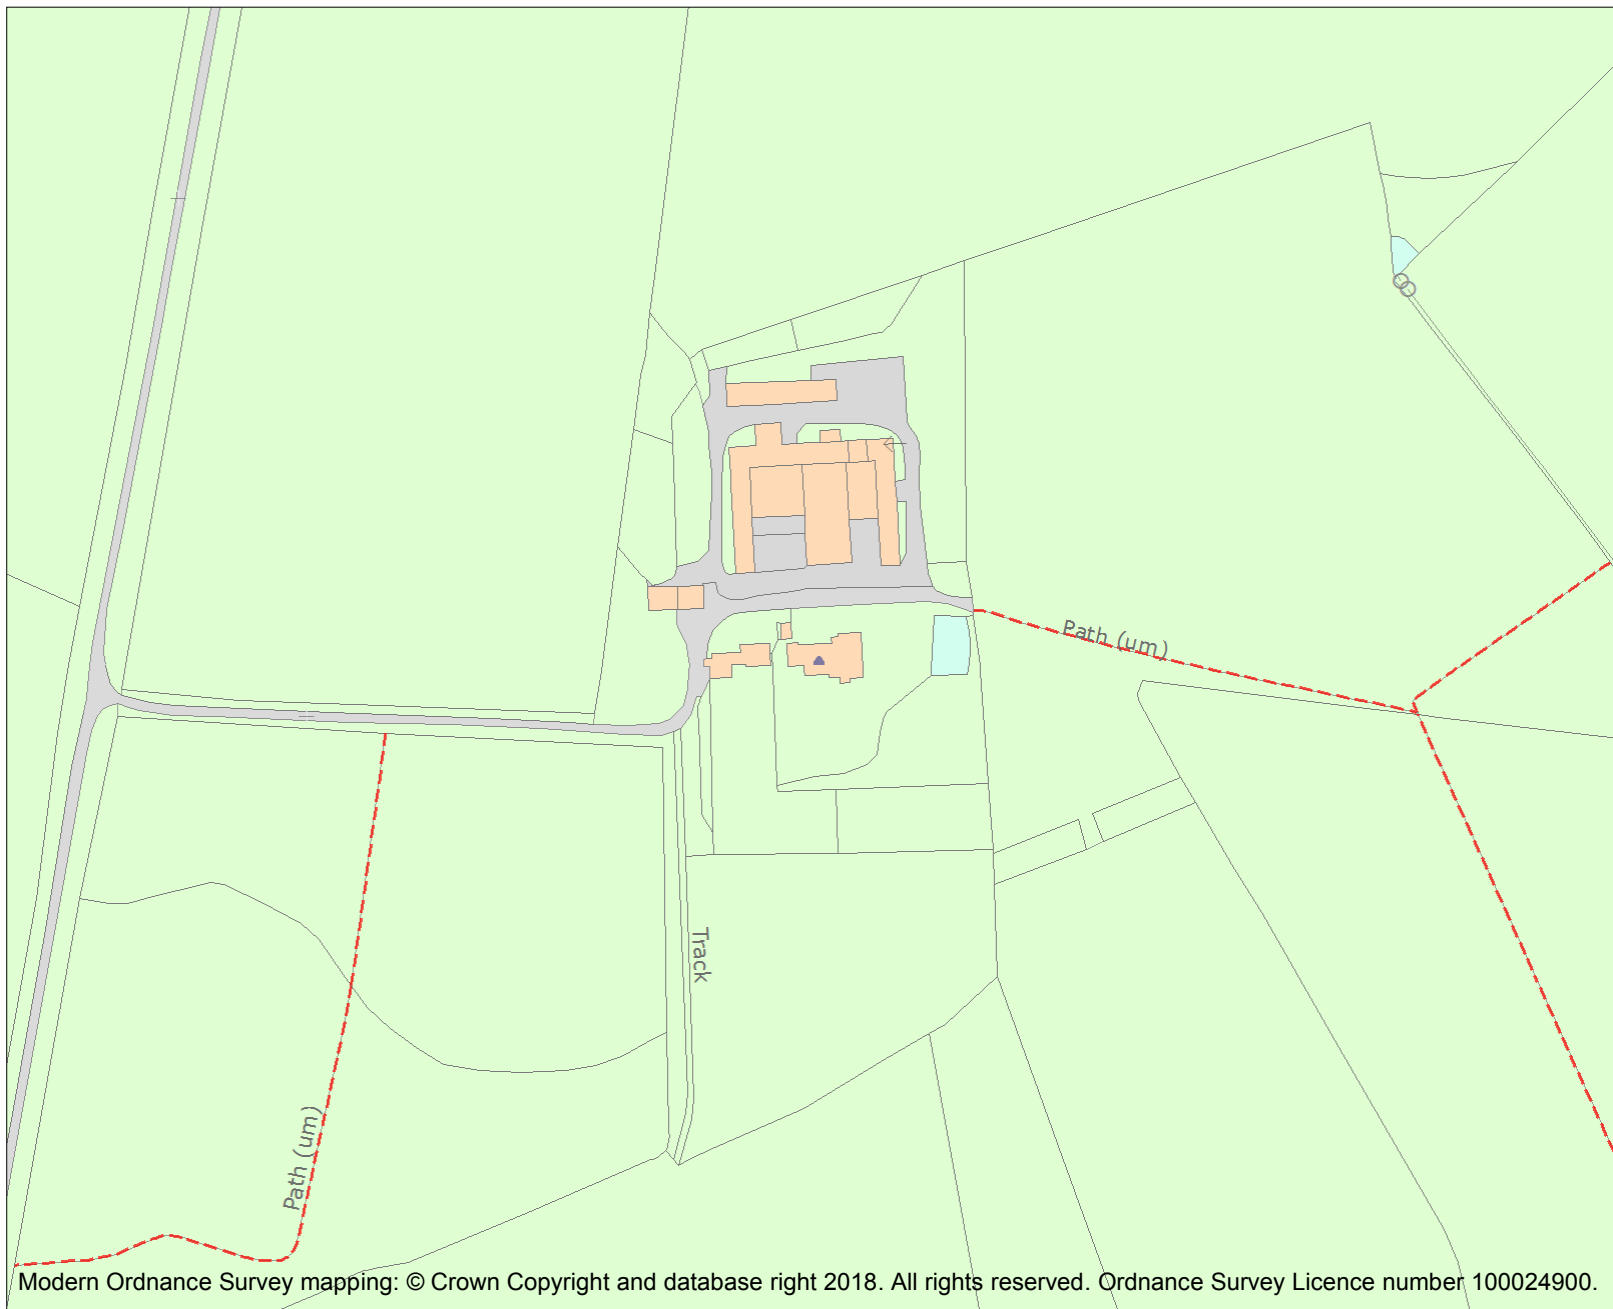 Path (um)
Track
Path (um)
Modern Ordnance Survey mapping: © Crown Copyright and database right 2018. All rights reserved. Ordnance Survey Licence number 100024900.